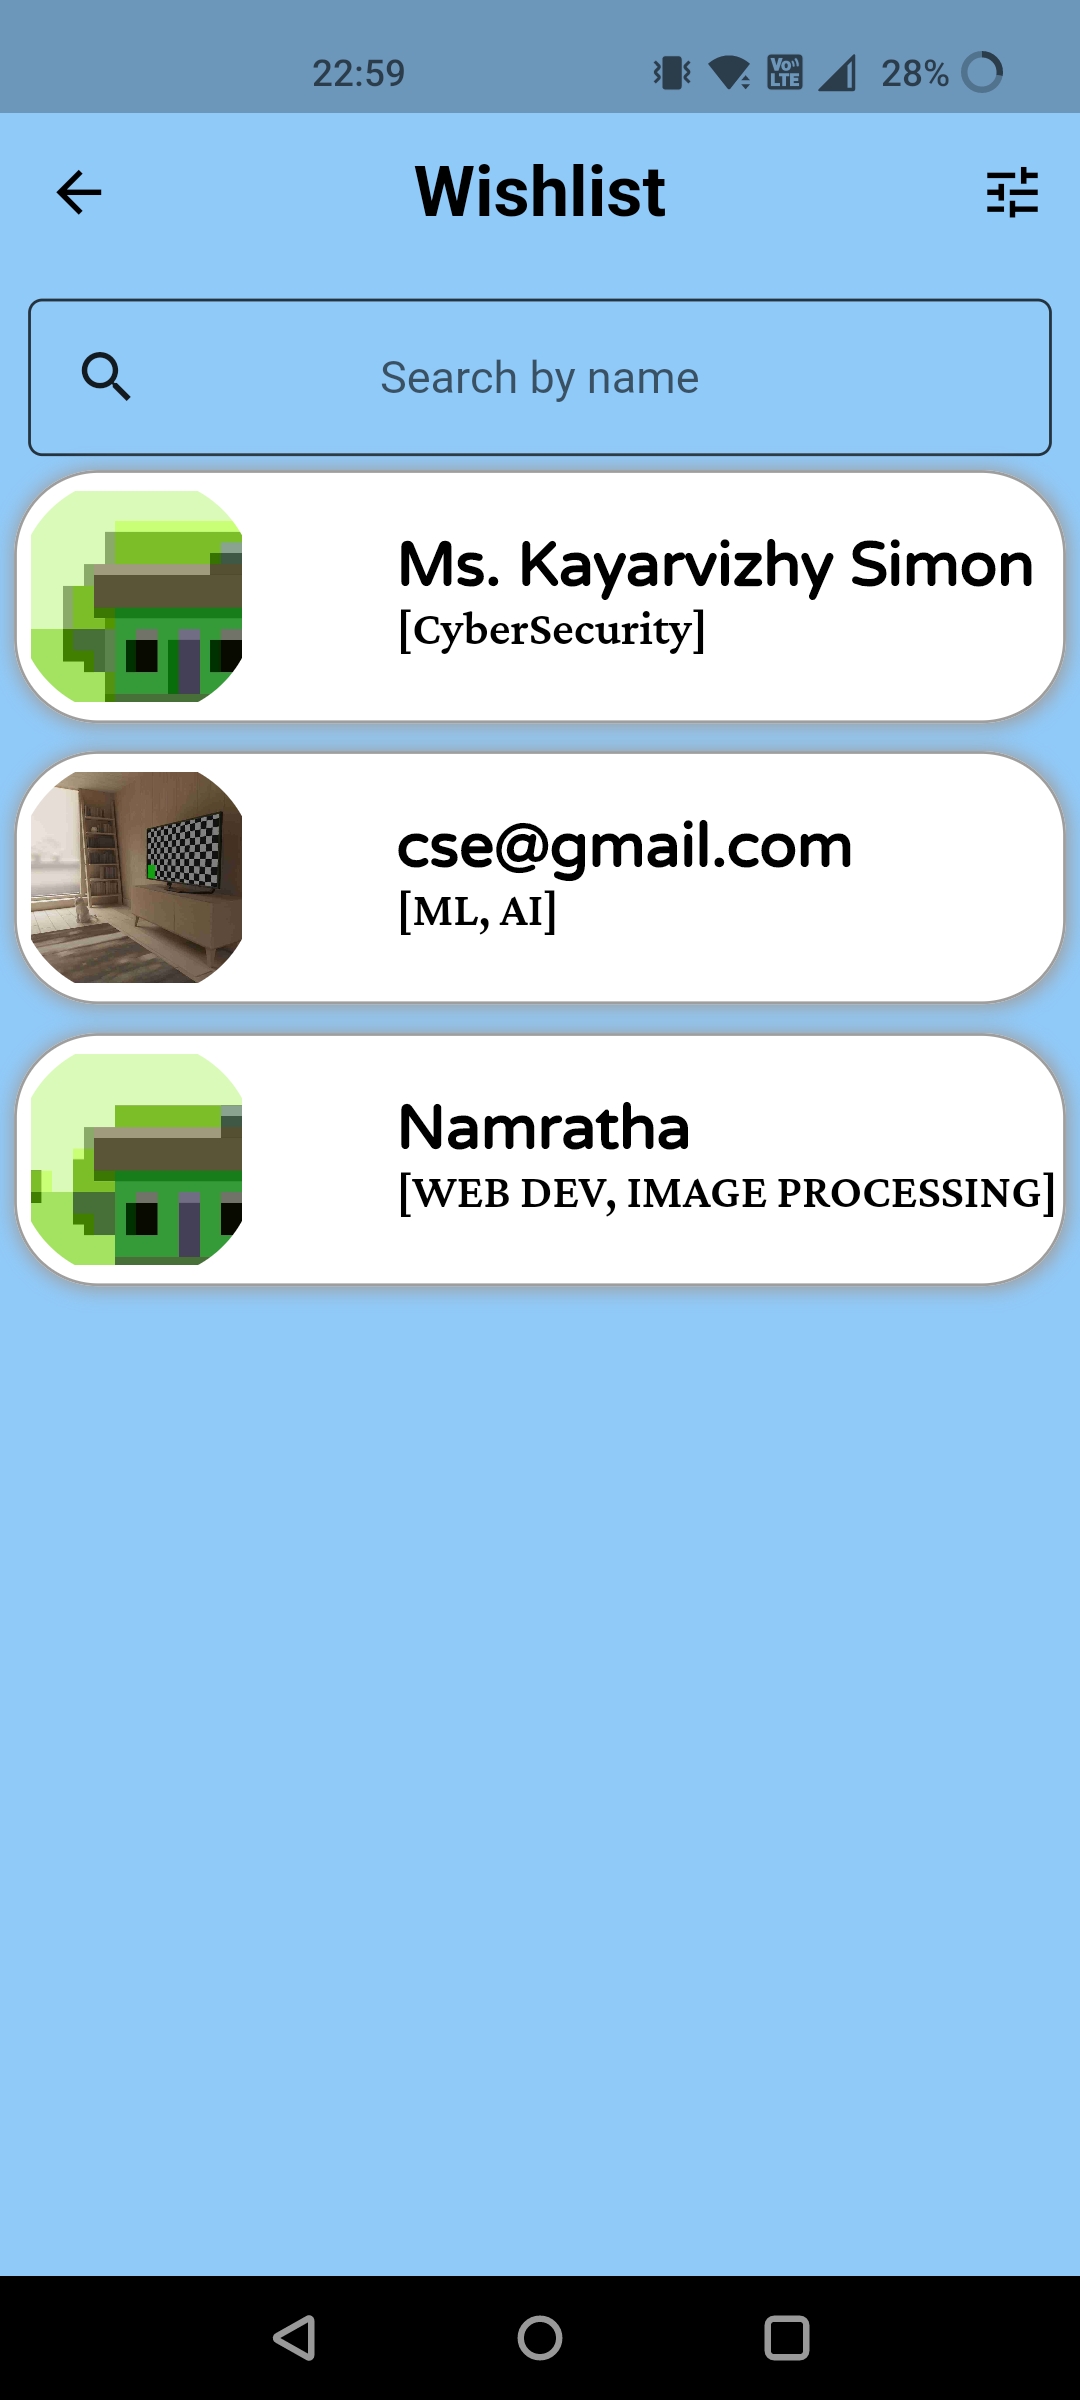 22:59
Vo))
LTE
28%
Wishlist
Search by name
Ms. Kayarvizhy Simon
[CyberSecurity]
cse@gmail.com
[ML, AI]
Namratha
[WEB DEV, IMAGE PROCESSING]